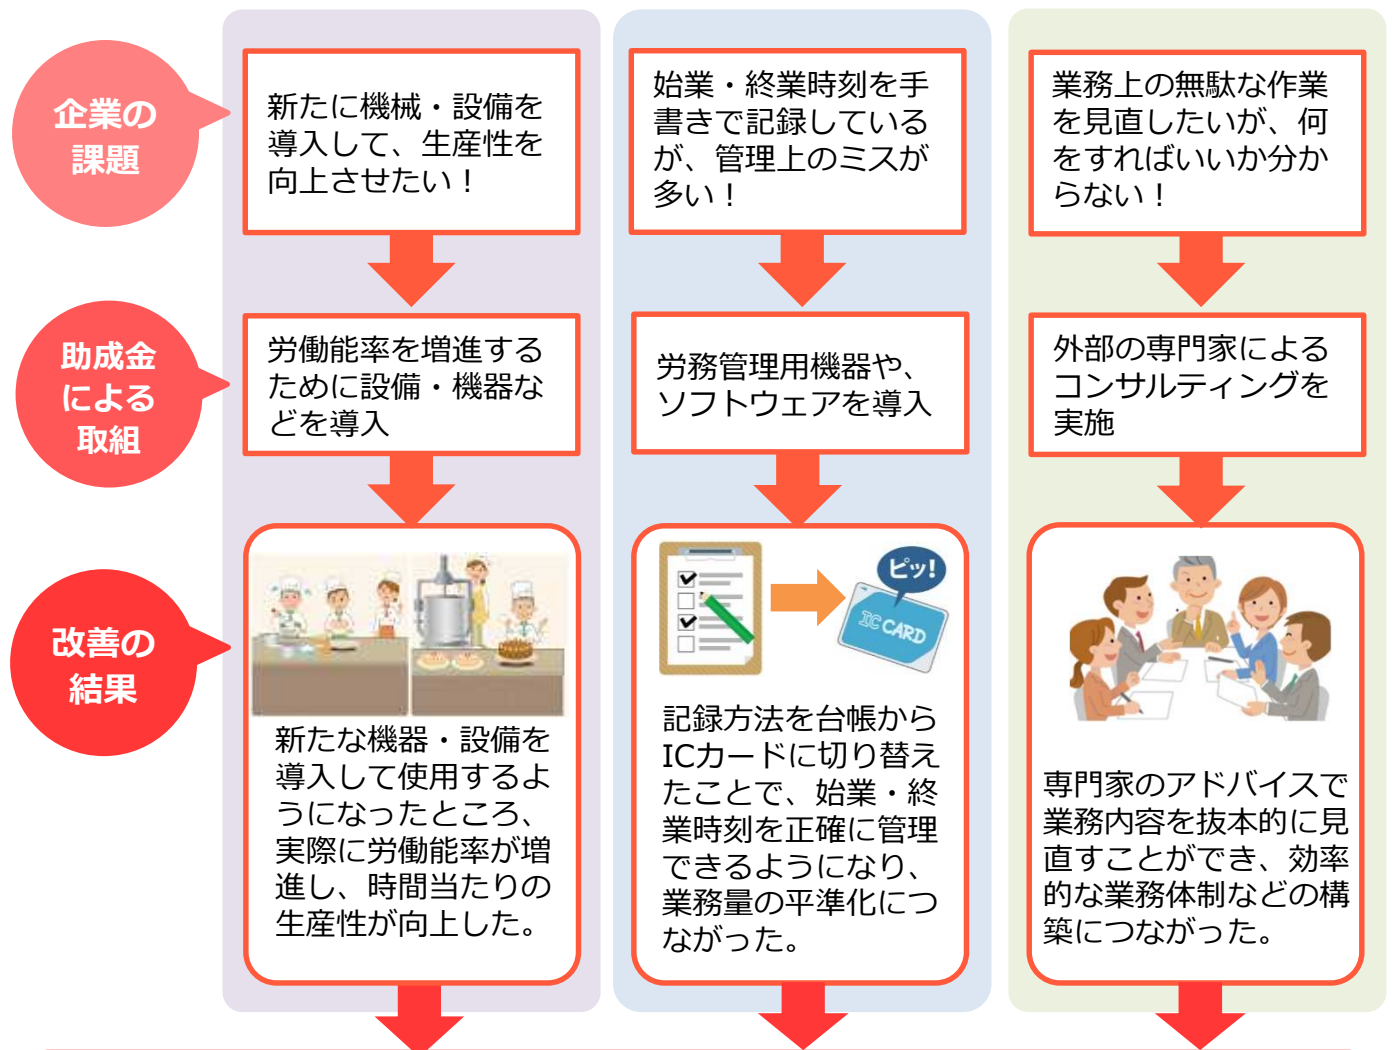 企業の
課題
新たに機械・設備を
導入して、生産性を
向上させたい！
始業・終業時刻を手
書きで記録している
が、管理上のミスが
多い！
業務上の無駄な作業
を見直したいが、何
をすればいいか分か
らない！
助成金
による
取組
労働能率を増進する
ために設備・機器な
どを導入
労務管理用機器や、
ソフトウェアを導入
外部の専門家による
コンサルティングを
実施
改善の
結果
新たな機器・設備を
導入して使用するよ
うになったところ、
実際に労働能率が増
進し、時間当たりの
生産性が向上した。
ピッ!
IC CARD
記録方法を台帳から
ICカードに切り替え
たことで、始業・終
業時刻を正確に管理
できるようになり、
業務量の平準化につ
ながった。
専門家のアドバイスで
業務内容を抜本的に見
直すことができ、効率
的な業務体制などの構
築につながった。